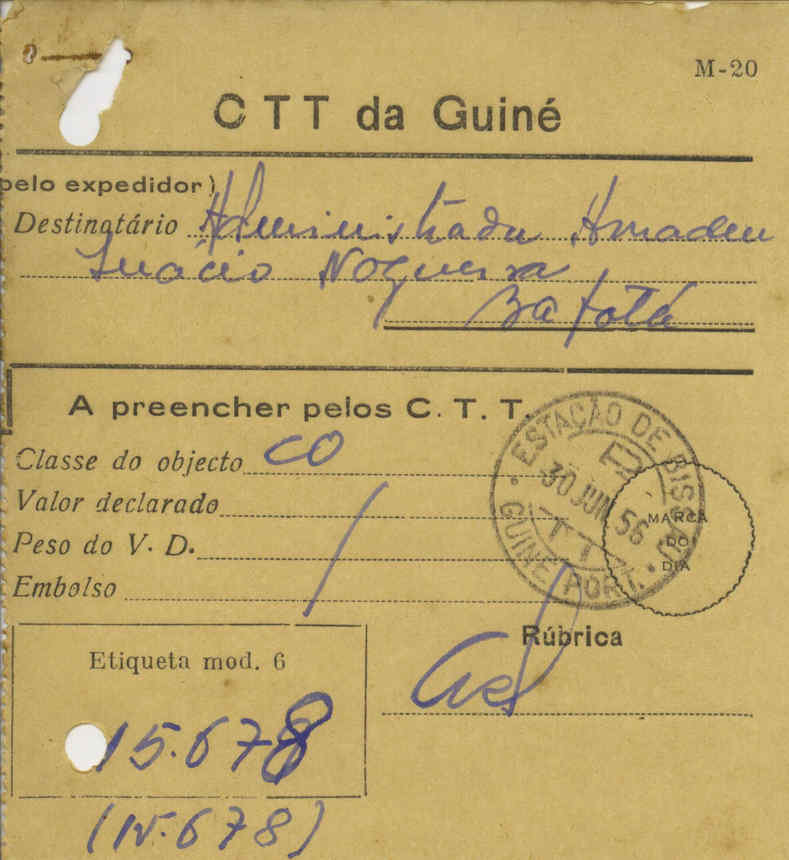 M-20
CTT da Guiné
pelo expedidor)
Destinatário Administrador Amadeu
Inácio Nogueira
Bafatá
A preencher pelos C. T. T.
Classe do objecto CO
Valor declarado
Peso do V. D.
Embolso
ESTAÇÃO DE BISSAU
30 JUN 56
GUINÉ PORT.
MARCA
DO
DIA
Rúbrica
Etiqueta mod. 6
15.678
(15.678)